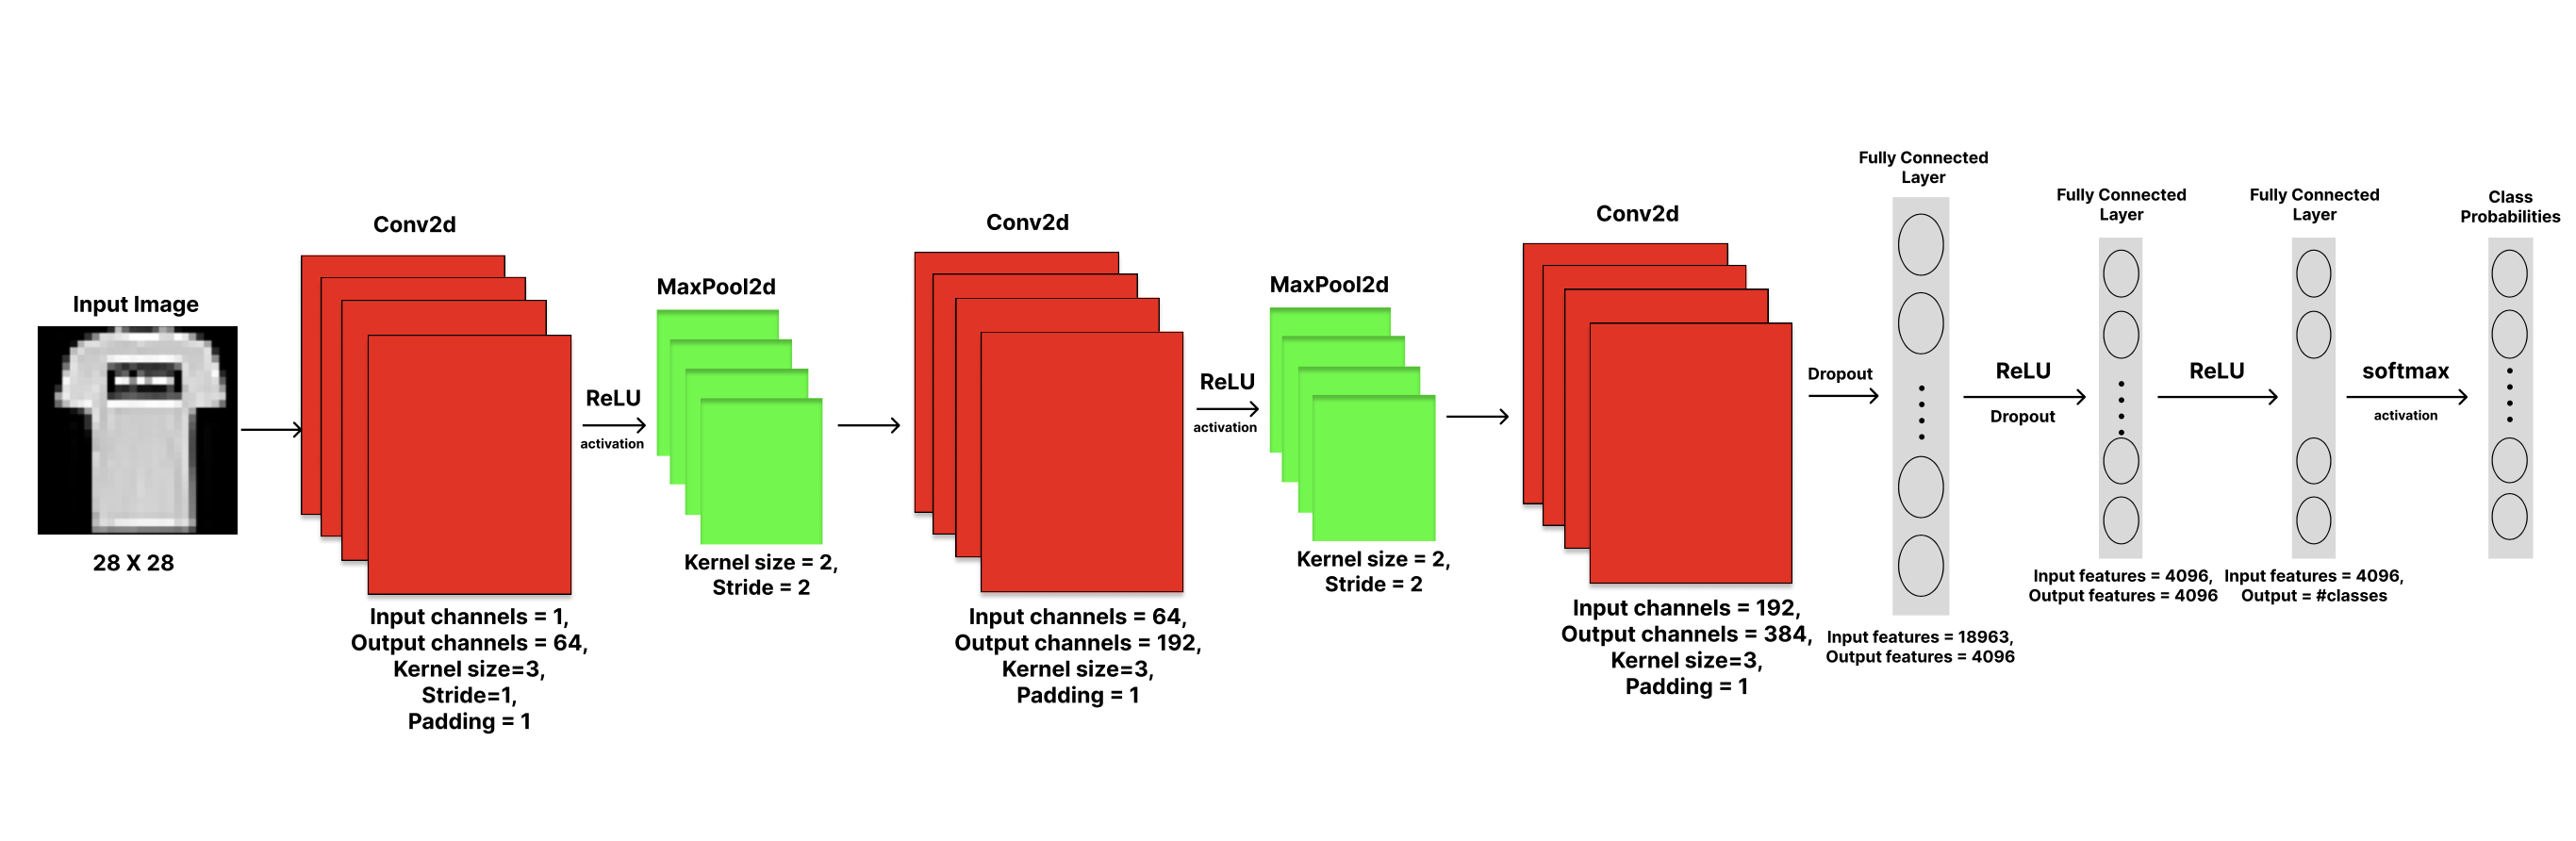 Input Image
28 X 28
Conv2d
Input channels = 1,
Output channels = 64,
Kernel size=3,
Stride=1,
Padding = 1
ReLU
activation
MaxPool2d
Kernel size = 2,
Stride = 2
Conv2d
Input channels = 64,
Output channels = 192,
Kernel size=3,
Padding = 1
ReLU
activation
MaxPool2d
Kernel size = 2,
Stride = 2
Conv2d
Input channels = 192,
Output channels = 384,
Kernel size=3,
Padding = 1
Dropout
Fully Connected
Layer
Input features = 18963,
Output features = 4096
ReLU
Dropout
Fully Connected
Layer
Input features = 4096,
Output features = 4096
ReLU
Fully Connected
Layer
Input features = 4096,
Output = #classes
softmax
activation
Class
Probabilities